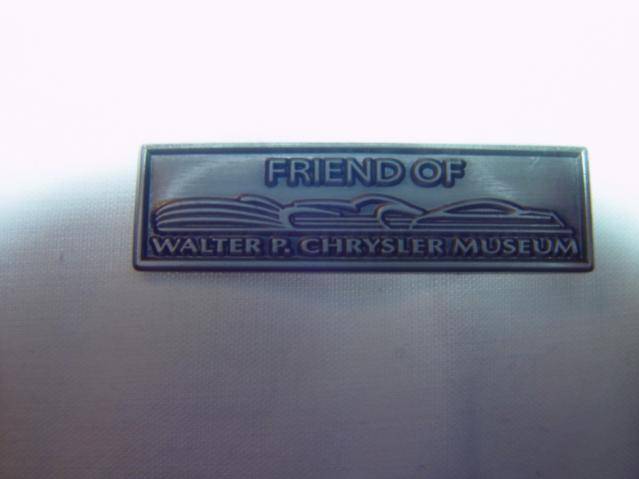 FRIEND OF
WALTER P. CHRYSLER MUSEUM